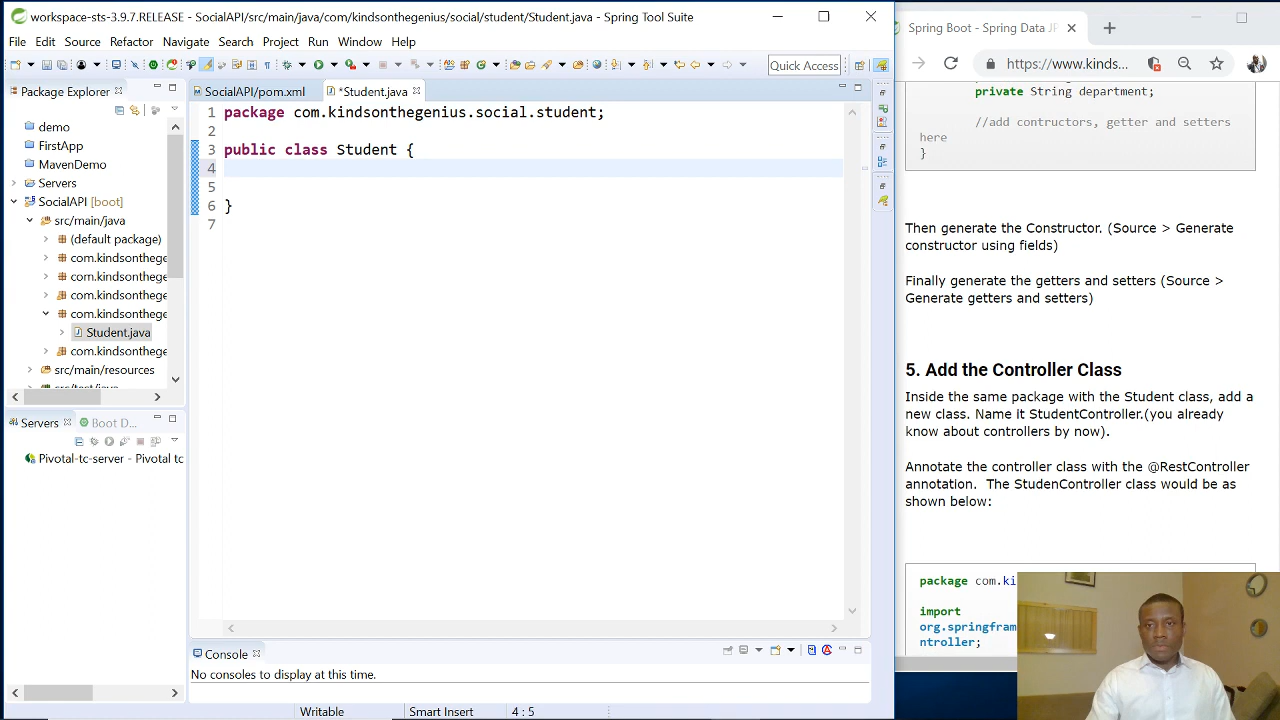 workspace-sts-3.9.7.RELEASE - SocialAPI/src/main/java/com/kindsonthegenius/social/student/Student.java - Spring Tool Suite
File Edit Source Refactor Navigate Search Project Run Window Help
Quick Access
Package Explorer
demo
FirstApp
MavenDemo
Servers
SocialAPI [boot]
src/main/java
(default package)
com.kindsonthege
com.kindsonthege
com.kindsonthege
com.kindsonthege
Student.java
com.kindsonthege
src/main/resources
src/test/java
Servers Boot D...
Pivotal-tc-server - Pivotal tc
SocialAPI/pom.xml *Student.java
1 package com.kindsonthegenius.social.student;
2
3 public class Student {
4
5
6 }
7
Console
No consoles to display at this time.
Writable Smart Insert 4 : 5
Spring Boot - Spring Data JP
https://www.kinds...
private String department;
//add contructors, getter and setters
here
}
Then generate the Constructor. (Source > Generate
constructor using fields)
Finally generate the getters and setters (Source >
Generate getters and setters)
5. Add the Controller Class
Inside the same package with the Student class, add a
new class. Name it StudentController.(you already
know about controllers by now).
Annotate the controller class with the @RestController
annotation. The StudenController class would be as
shown below:
package com.ki
import
org.springfram
ntroller;